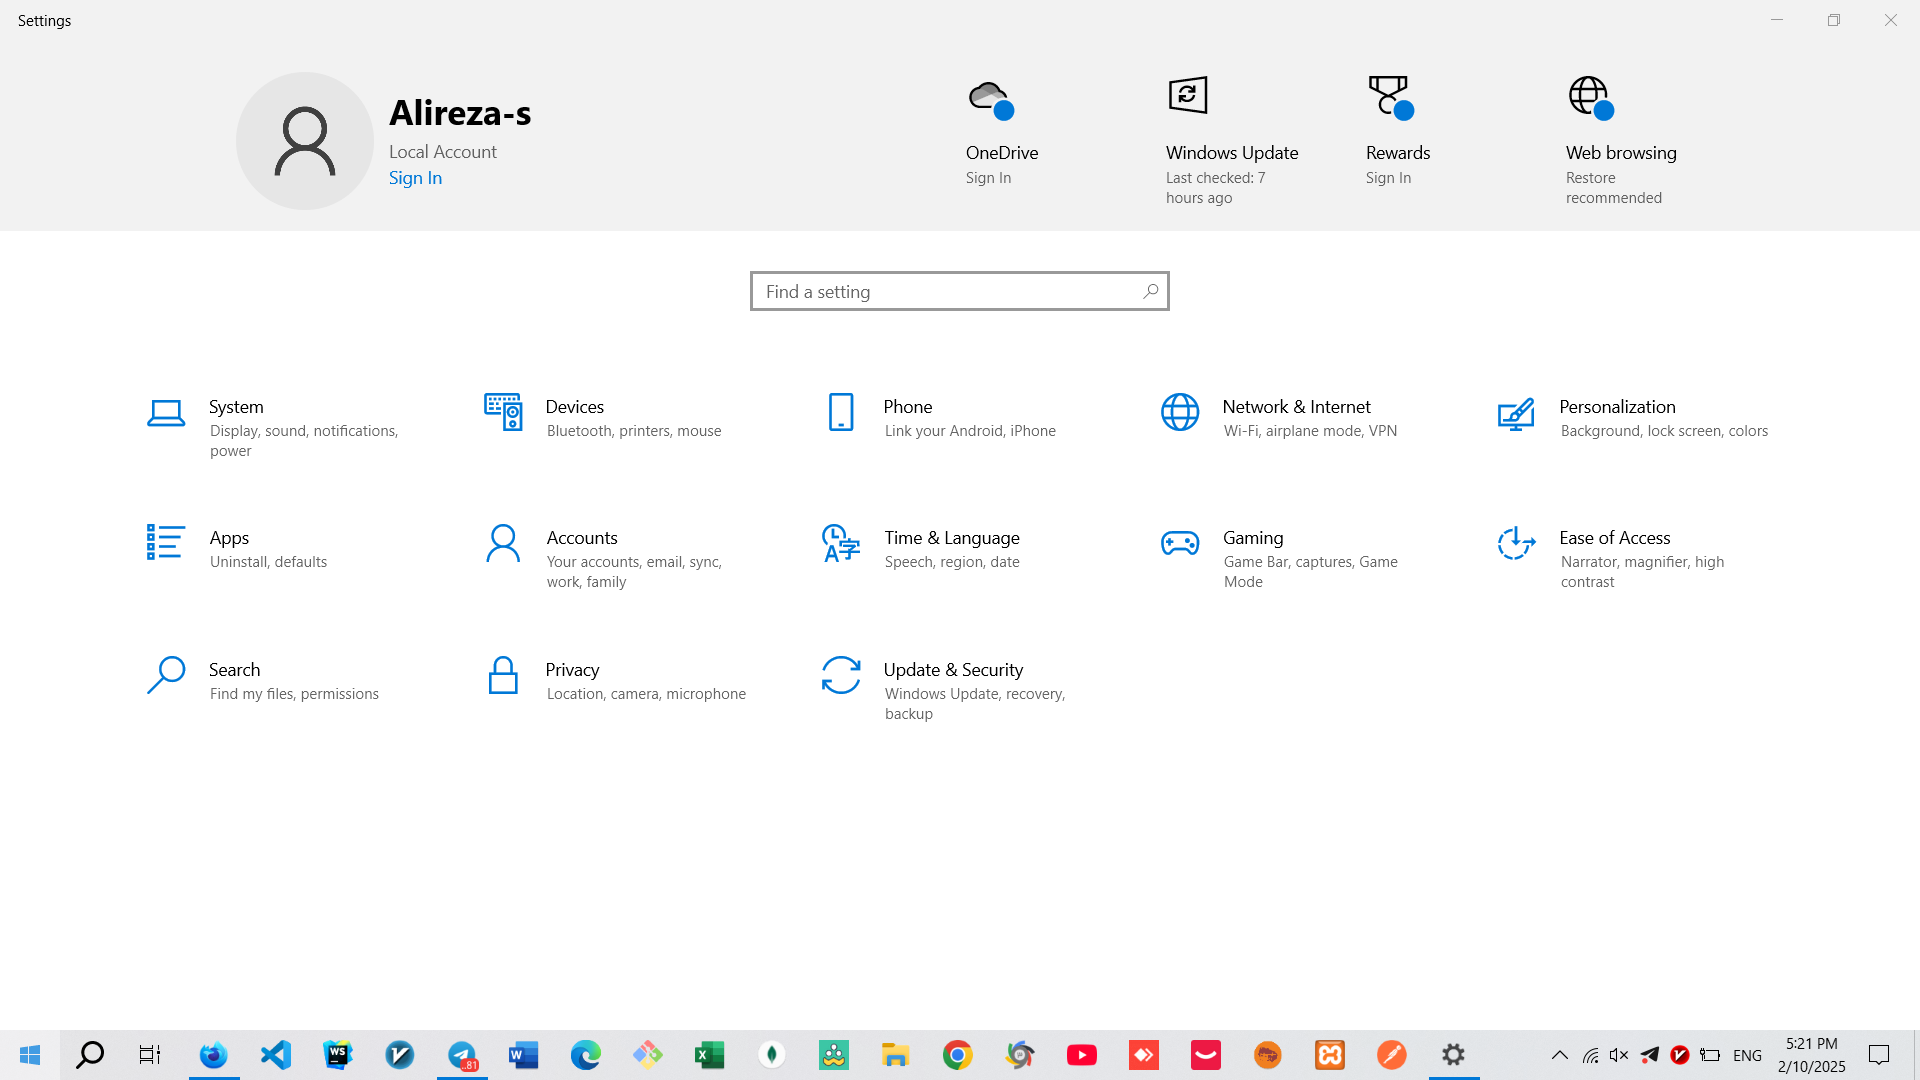 Settings
Alireza-s
Local Account
Sign In
OneDrive
Sign In
Windows Update
Last checked: 7
hours ago
Rewards
Sign In
Web browsing
Restore
recommended
Find a setting
System
Display, sound, notifications,
power
Devices
Bluetooth, printers, mouse
Phone
Link your Android, iPhone
Network & Internet
Wi-Fi, airplane mode, VPN
Personalization
Background, lock screen, colors
Apps
Uninstall, defaults
Accounts
Your accounts, email, sync,
work, family
Time & Language
Speech, region, date
Gaming
Game Bar, captures, Game
Mode
Ease of Access
Narrator, magnifier, high
contrast
Search
Find my files, permissions
Privacy
Location, camera, microphone
Update & Security
Windows Update, recovery,
backup
WS
..81
ENG
5:21 PM
2/10/2025